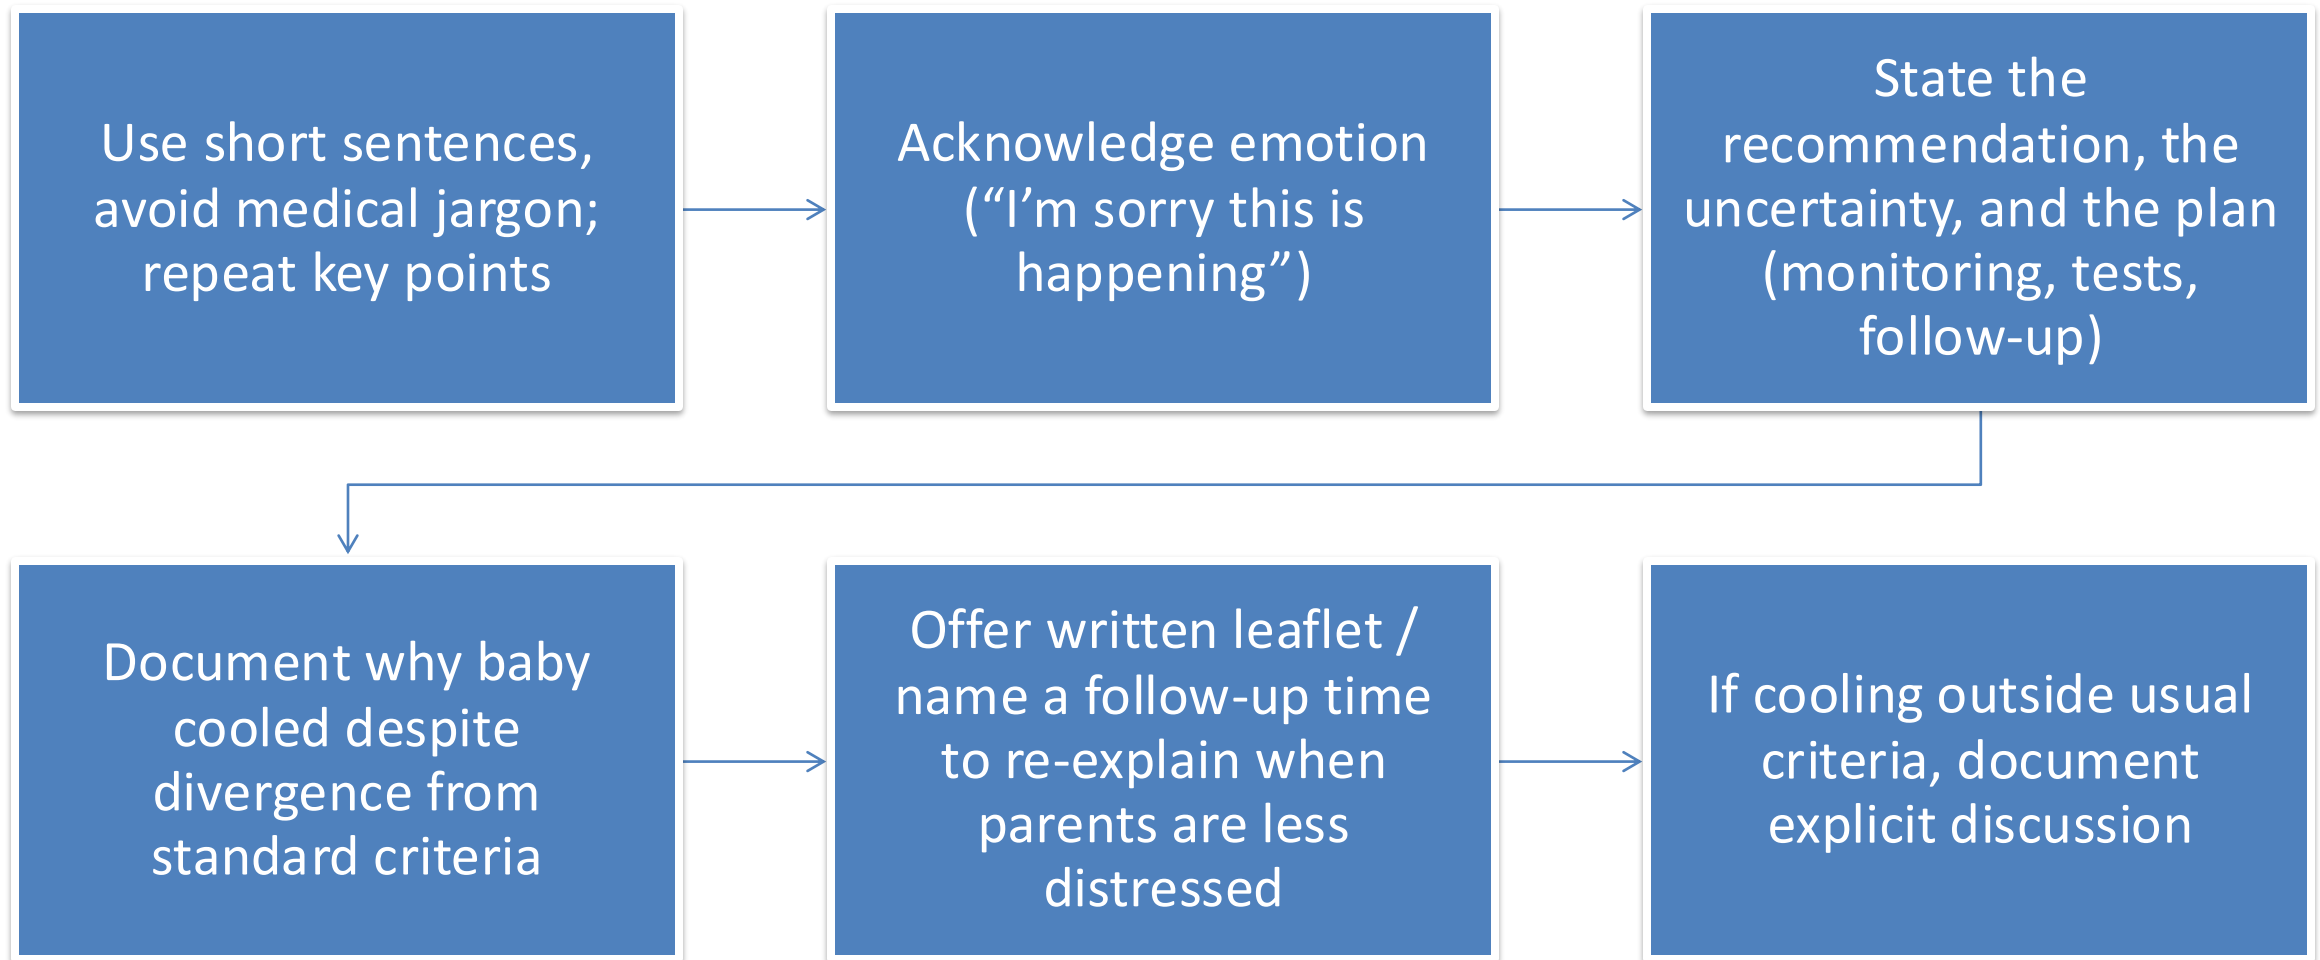 Use short sentences,
avoid medical jargon;
repeat key points
Acknowledge emotion
(“I’m sorry this is
happening”)
State the
recommendation, the
uncertainty, and the plan
(monitoring, tests,
follow-up)
Document why baby
cooled despite
divergence from
standard criteria
Offer written leaflet /
name a follow-up time
to re-explain when
parents are less
distressed
If cooling outside usual
criteria, document
explicit discussion